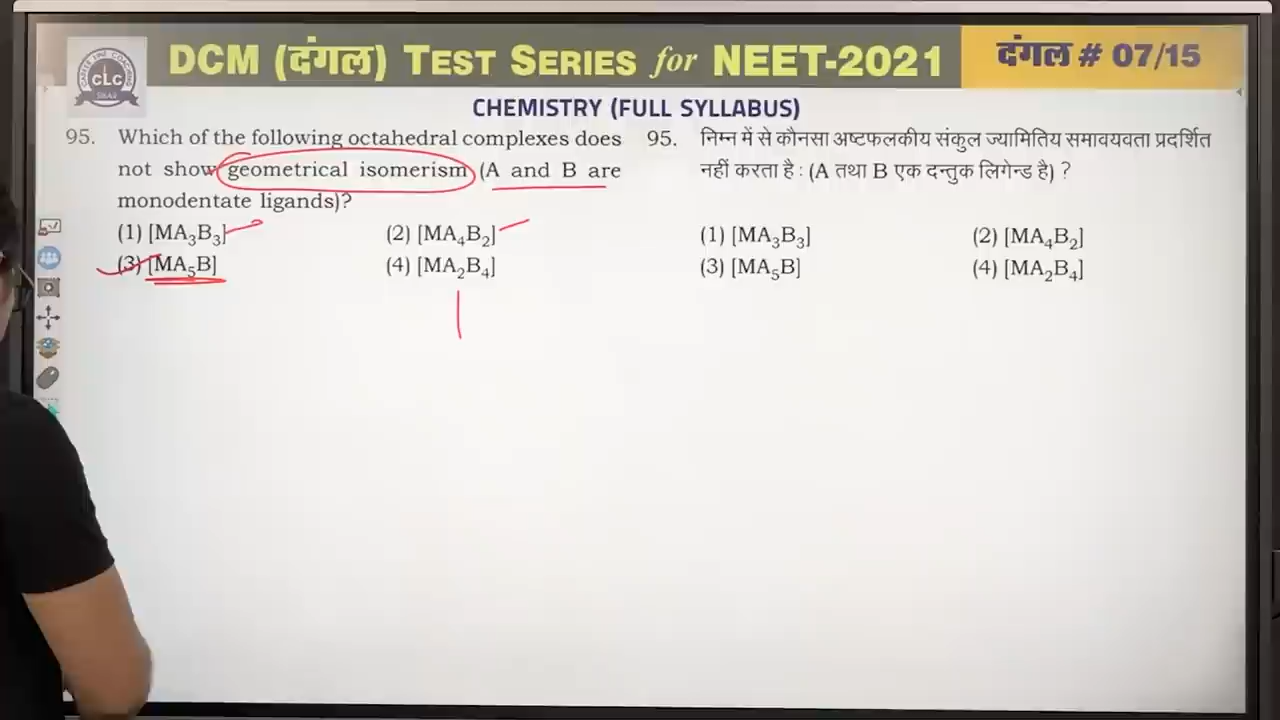 DCM (दंगल) TEST SERIES for NEET-2021
दंगल # 07/15
CLC
CHEMISTRY (FULL SYLLABUS)
95. Which of the following octahedral complexes does
not show geometrical isomerism (A and B are
monodentate ligands)?
(1) [MA₃B₃] (2) [MA₄B₂]
(3) [MA₅B] (4) [MA₂B₄]
95. निम्न में से कौनसा अष्टफलकीय संकुल ज्यामितिय समावयवता प्रदर्शित
नहीं करता है : (A तथा B एक दन्तुक लिगेन्ड है) ?
(1) [MA₃B₃] (2) [MA₄B₂]
(3) [MA₅B] (4) [MA₂B₄]